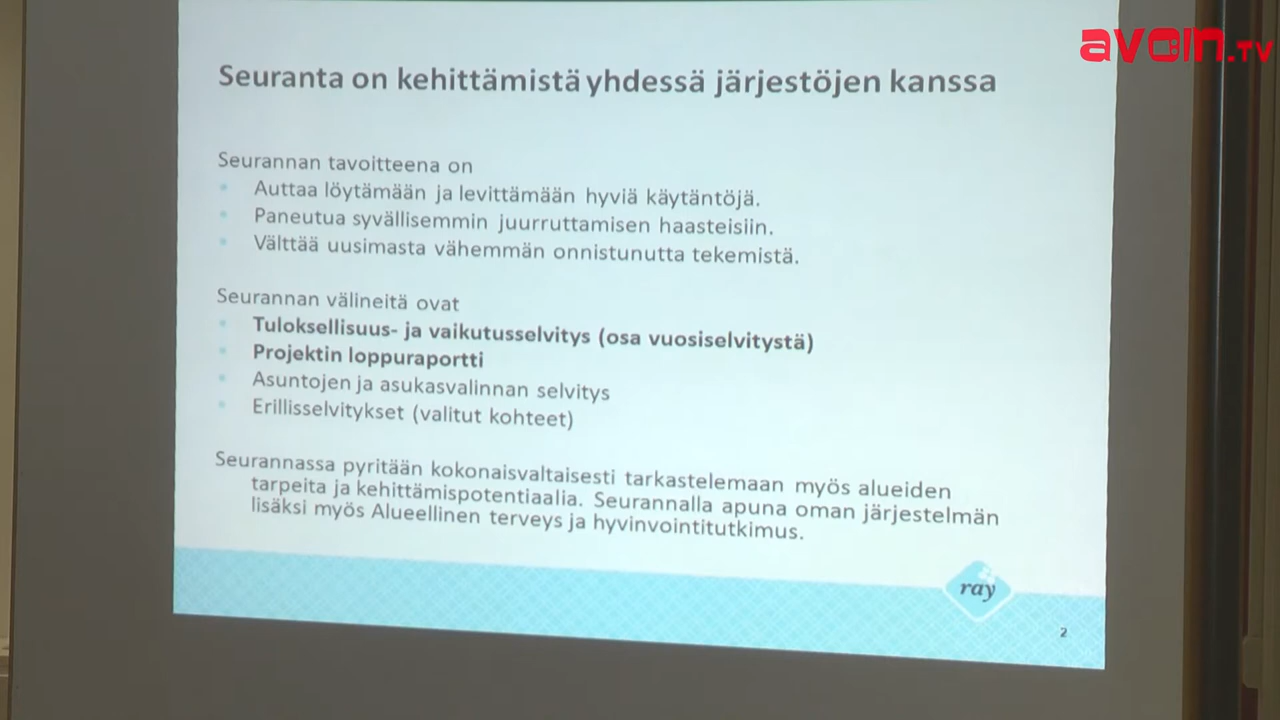 avoin.TV
Seuranta on kehittämistä yhdessä järjestöjen kanssa
Seurannan tavoitteena on
• Auttaa löytämään ja levittämään hyviä käytäntöjä.
• Paneutua syvällisemmin juurruttamisen haasteisiin.
• Välttää uusimasta vähemmän onnistunutta tekemistä.
Seurannan välineitä ovat
• Tuloksellisuus- ja vaikutusselvitys (osa vuosiselvitystä)
• Projektin loppuraportti
• Asuntojen ja asukasvalinnan selvitys
• Erillisselvitykset (valitut kohteet)
Seurannassa pyritään kokonaisvaltaisesti tarkastelemaan myös alueiden
tarpeita ja kehittämispotentiaalia. Seurannalla apuna oman järjestelmän
lisäksi myös Alueellinen terveys ja hyvinvointitutkimus.
ray
2